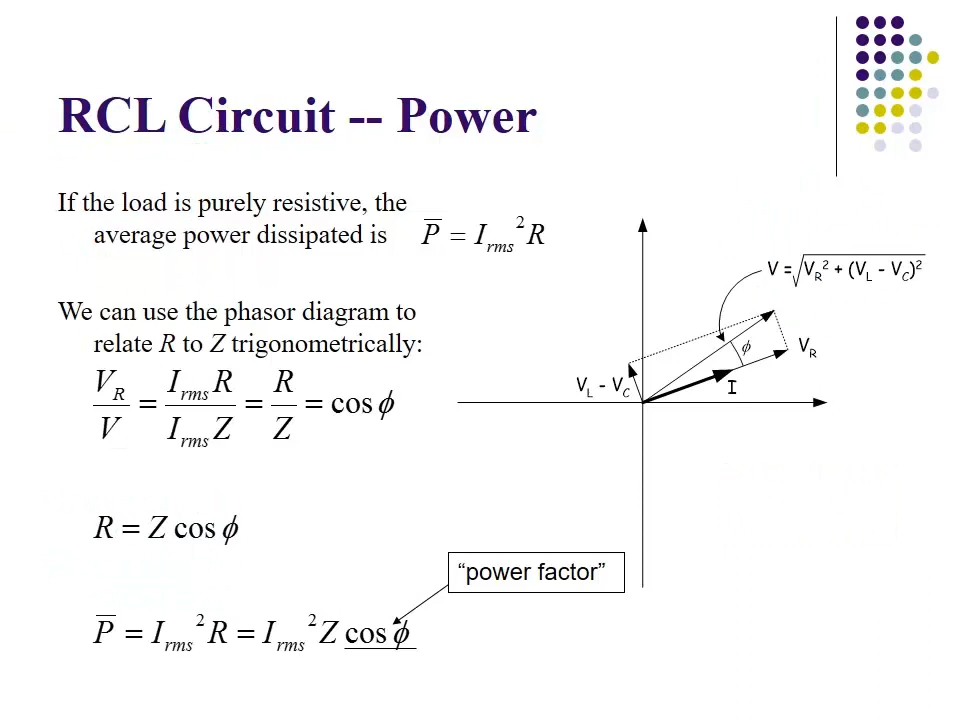 RCL Circuit -- Power
If the load is purely resistive, the
average power dissipated is P̅ = I_rms² R
We can use the phasor diagram to
relate R to Z trigonometrically:
V_R / V = I_rms R / I_rms Z = R / Z = cos ϕ
R = Z cos ϕ
P̅ = I_rms² R = I_rms² Z cos ϕ
“power factor”
V = √(V_R² + (V_L - V_C)²)
ϕ
V_R
V_L - V_C
I